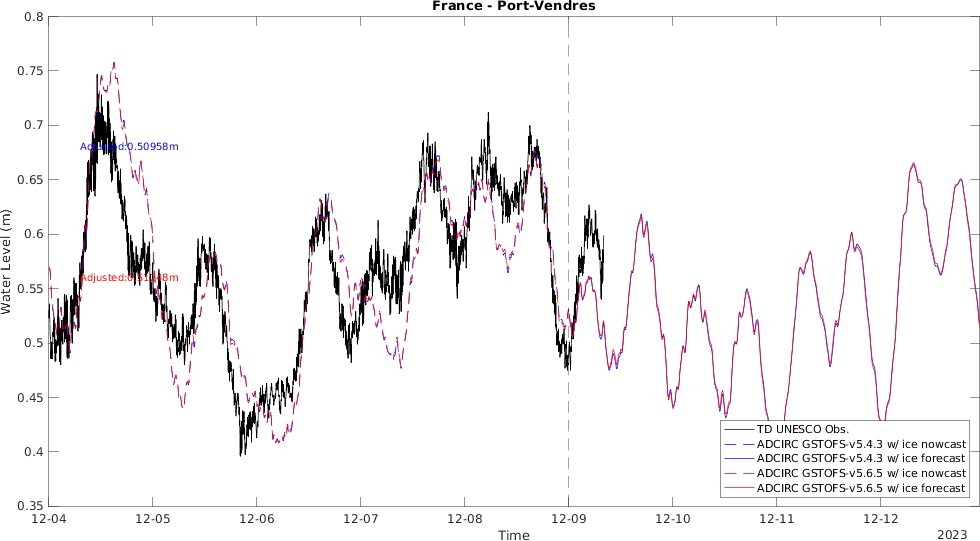 France - Port-Vendres
0.8
0.75
0.7
0.65
0.6
0.55
0.5
0.45
0.4
0.35
Water Level (m)
Adjusted:0.50958m
TD UNESCO Obs.
ADCIRC GSTOFS-v5.4.3 w/ ice nowcast
ADCIRC GSTOFS-v5.4.3 w/ ice forecast
ADCIRC GSTOFS-v5.6.5 w/ ice nowcast
ADCIRC GSTOFS-v5.6.5 w/ ice forecast
12-04 12-05 12-06 12-07 12-08 12-09 12-10 12-11 12-12
Time
2023